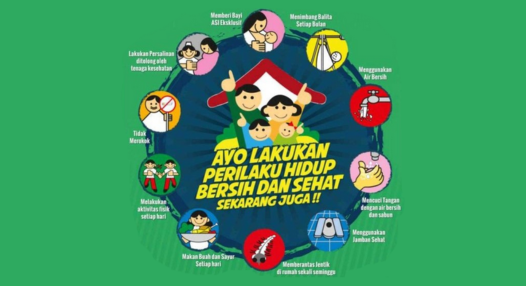 Memberi Bayi
ASI Eksklusif
Menimbang Balita
Setiap Bulan
Menggunakan
Air Bersih
Mencuci Tangan
dengan air bersih
dan sabun
Menggunakan
Jamban Sehat
Memberantas Jentik
di rumah sekali seminggu
Makan Buah dan Sayur
Setiap hari
Melakukan
aktivitas fisik
setiap hari
Tidak
Merokok
Lakukan Persalinan
ditolong oleh
tenaga kesehatan
AYO LAKUKAN
PERILAKU HIDUP
BERSIH DAN SEHAT
SEKARANG JUGA !!